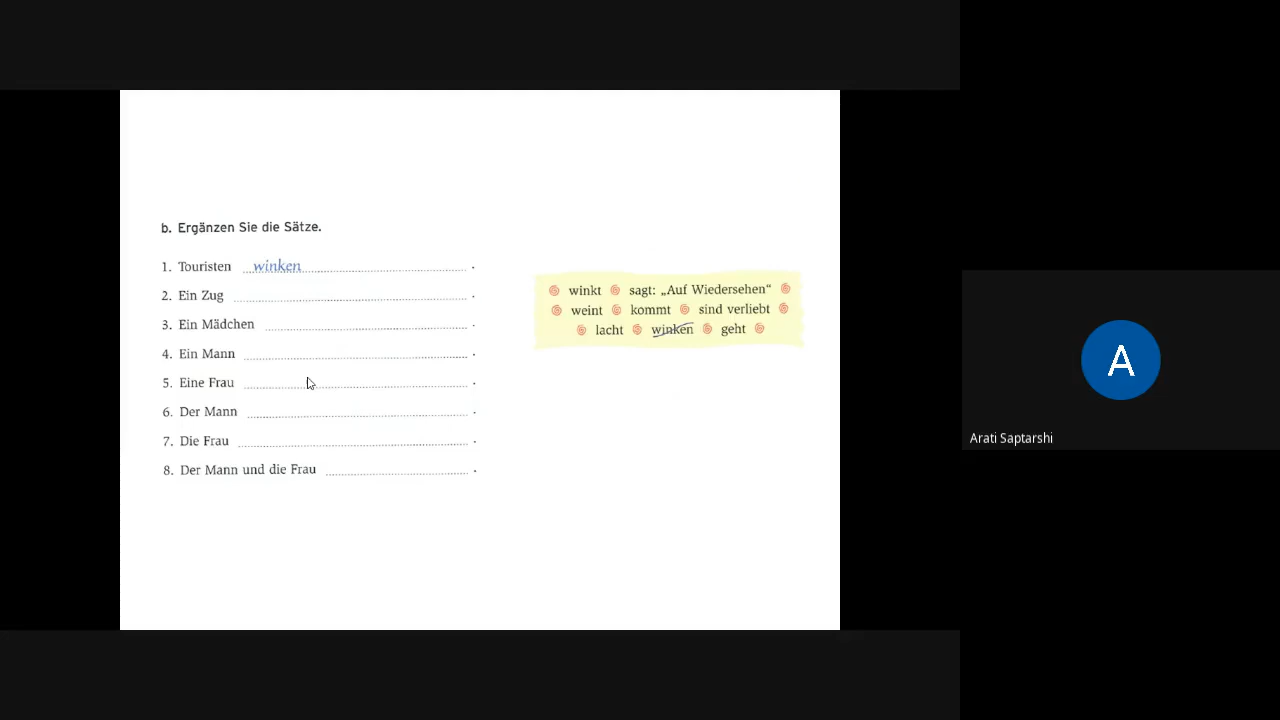 b. Ergänzen Sie die Sätze.
1. Touristen winken .
2. Ein Zug .
3. Ein Mädchen .
4. Ein Mann .
5. Eine Frau .
6. Der Mann .
7. Die Frau .
8. Der Mann und die Frau .
winkt sagt: „Auf Wiedersehen“
weint kommt sind verliebt
lacht winken geht
A
Arati Saptarshi